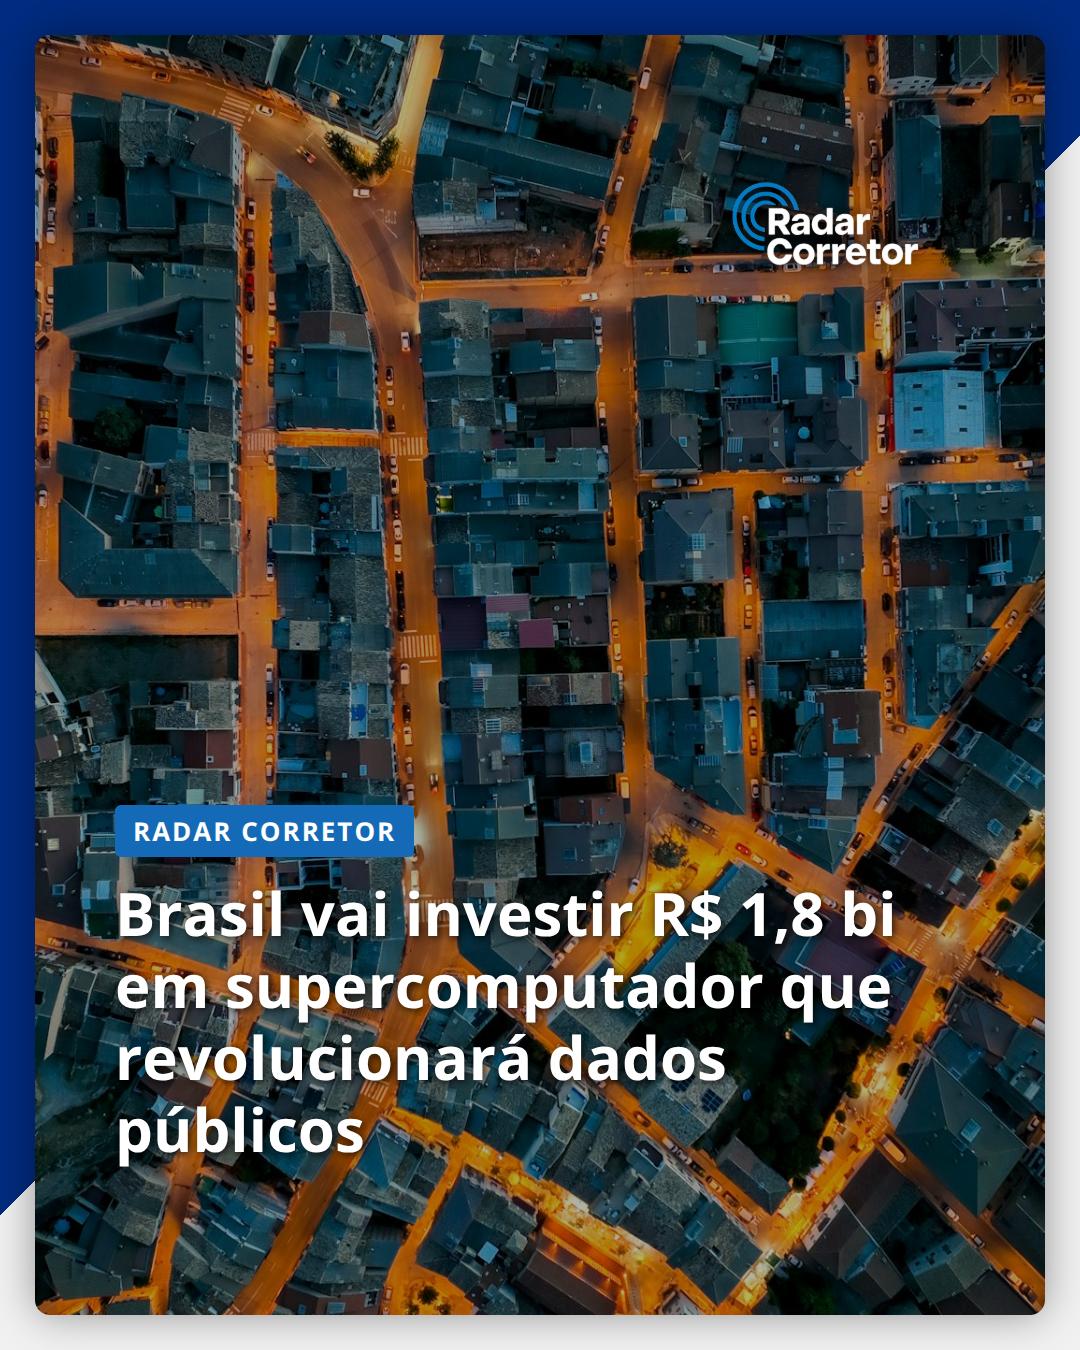 Radar
Corretor
RADAR CORRETOR
Brasil vai investir R$ 1,8 bi
em supercomputador que
revolucionará dados
públicos